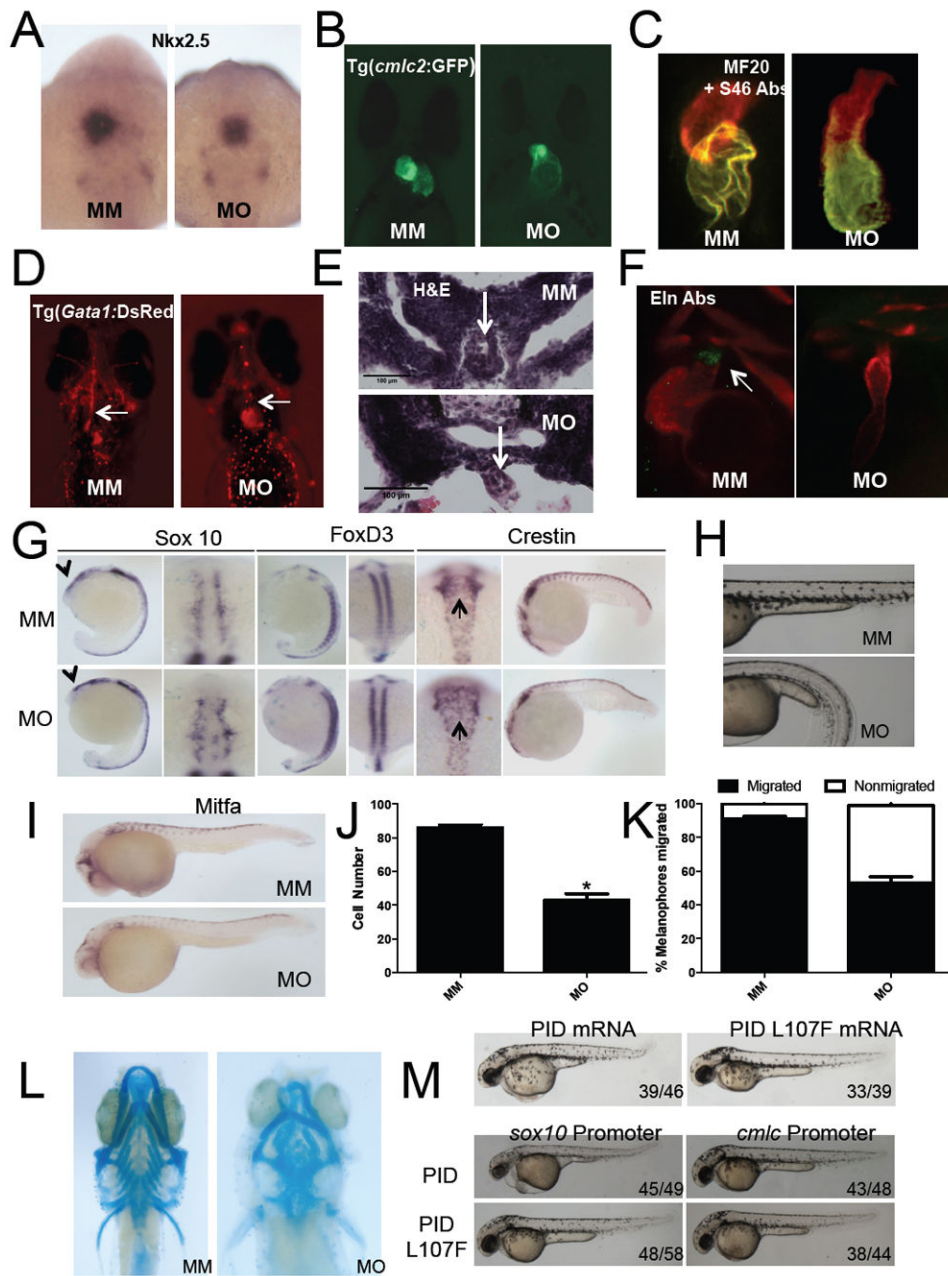 A
Nkx2.5
MM
MO
B
Tg(cmlc2:GFP)
MM
MO
C
MF20
+ S46 Abs
MM
MO
D
Tg(Gata1:DsRed
MM
MO
E
H&E
MM
100 μm
MO
100 μm
F
Eln Abs
MM
MO
G
Sox 10
FoxD3
Crestin
MM
MO
H
MM
MO
I
Mitfa
MM
MO
J
Cell Number
100
80
60
40
20
0
*
MM
MO
K
Migrated
Nonmigrated
% Melanophores migrated
100
80
60
40
20
0
MM
MO
L
MM
MO
M
PID mRNA
PID L107F mRNA
39/46
33/39
sox10 Promoter
cmlc Promoter
PID
45/49
43/48
PID
L107F
48/58
38/44